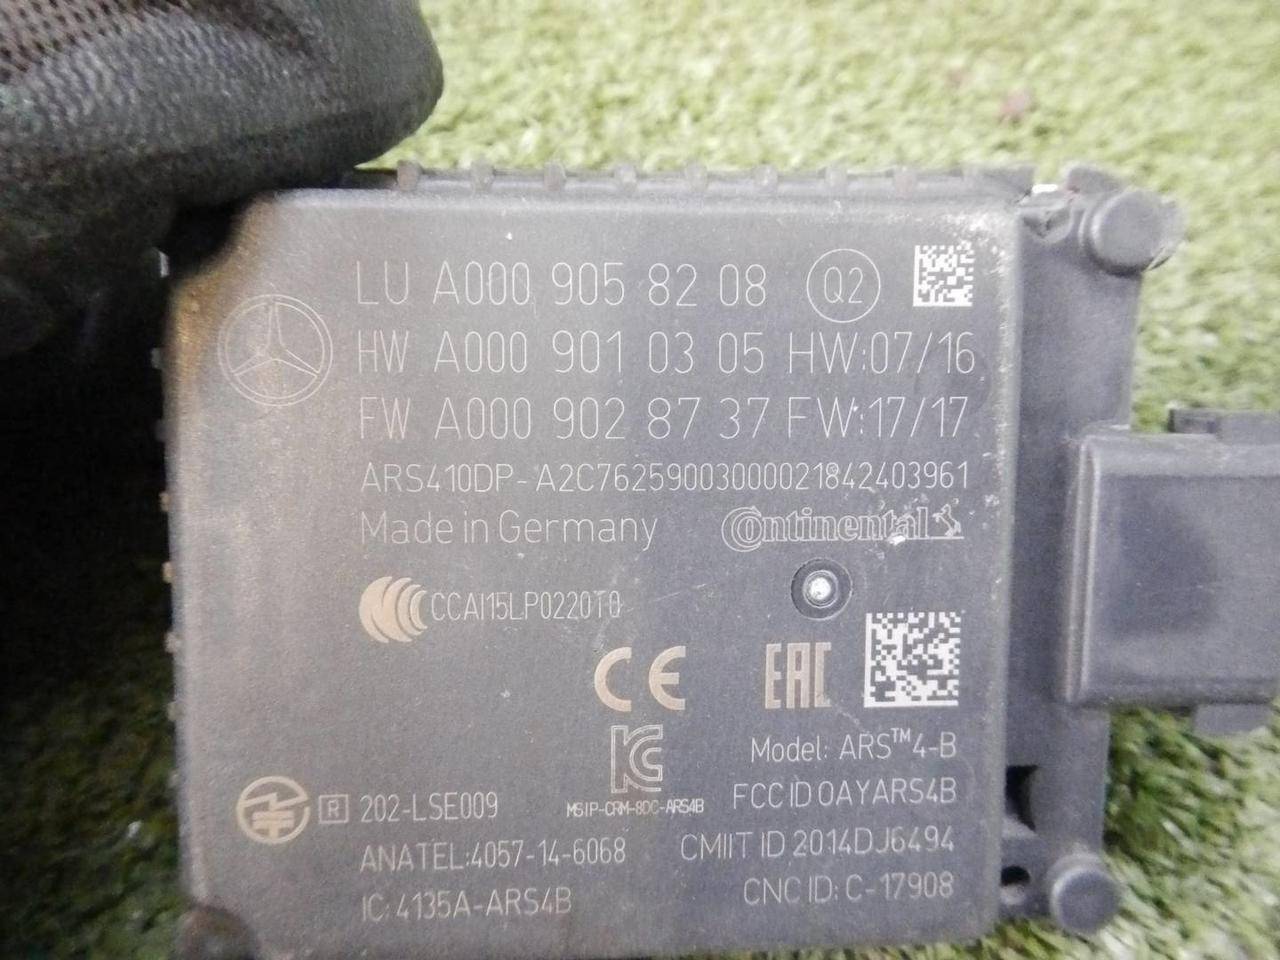 LU A000 905 82 08 Q2
HW A000 901 03 05 HW:07/16
FW A000 902 87 37 FW:17/17
ARS410DP-A2C76259003000021842403961
Made in Germany Continental
CCAI15LP0220T0
CE EAC
Model: ARS™4-B
KC
MSIP-CRM-8DC-ARS4B
FCC ID OAYARS4B
R 202-LSE009
ANATEL:4057-14-6068
CMIIT ID 2014DJ6494
IC: 4135A-ARS4B
CNC ID: C-17908